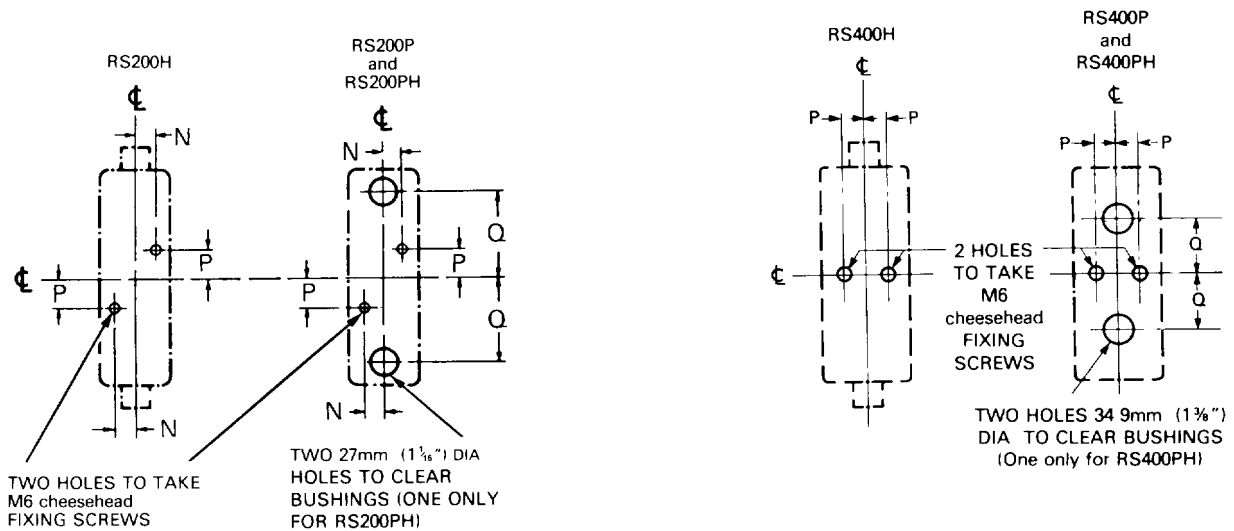 RS200H
℄
N
P
P
N
TWO HOLES TO TAKE
M6 cheesehead
FIXING SCREWS
RS200P
and
RS200PH
℄
N
Q
P
℄
P
Q
N
TWO 27mm (1 1/16") DIA
HOLES TO CLEAR
BUSHINGS (ONE ONLY
FOR RS200PH)
RS400H
℄
P
P
℄
2 HOLES
TO TAKE
M6
cheesehead
FIXING
SCREWS
RS400P
and
RS400PH
℄
P
P
Q
Q
TWO HOLES 34 9mm (1 3/8")
DIA TO CLEAR BUSHINGS
(One only for RS400PH)